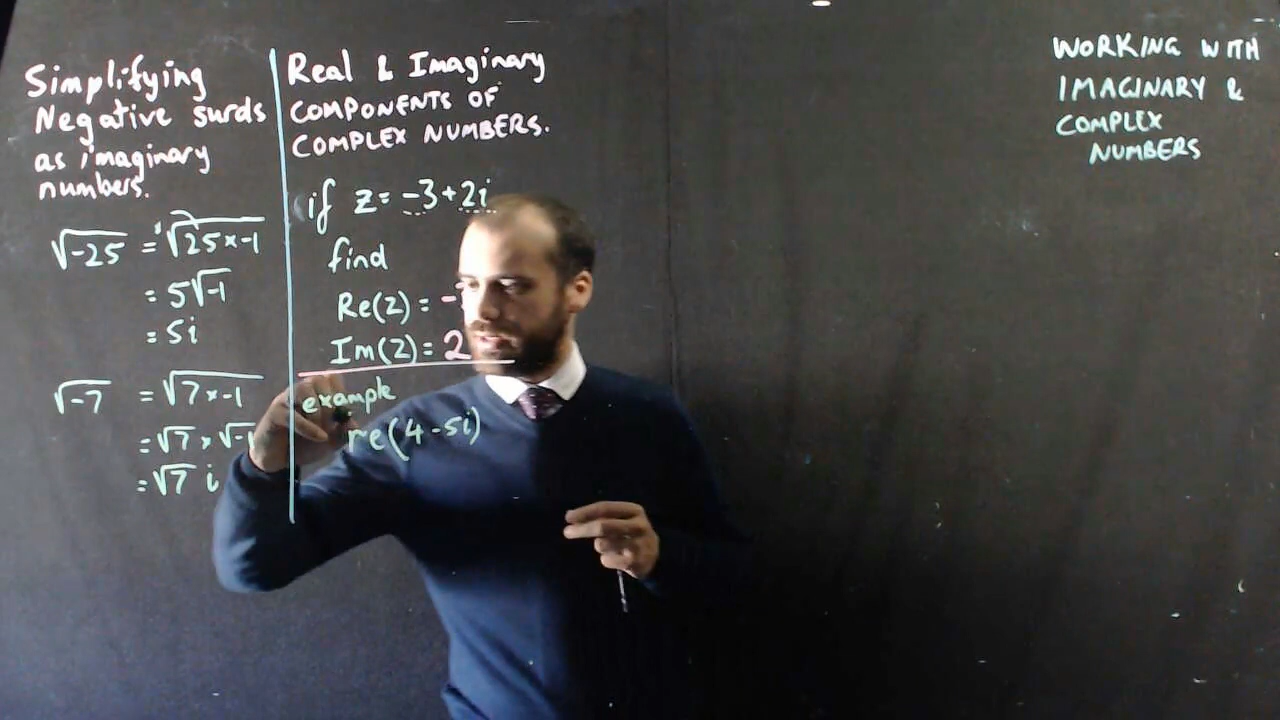 Simplifying
Negative surds
as imaginary
numbers.
√-25 = √25×-1
= 5√-1
= 5i
√-7 = √7×-1
= √7 × √-1
= √7 i
Real & Imaginary
COMPONENTS OF
COMPLEX NUMBERS.
if z = -3+2i
find
Re(z) = -
Im(z) = 2
example
re(4-5i)
WORKING WITH
IMAGINARY &
COMPLEX
NUMBERS